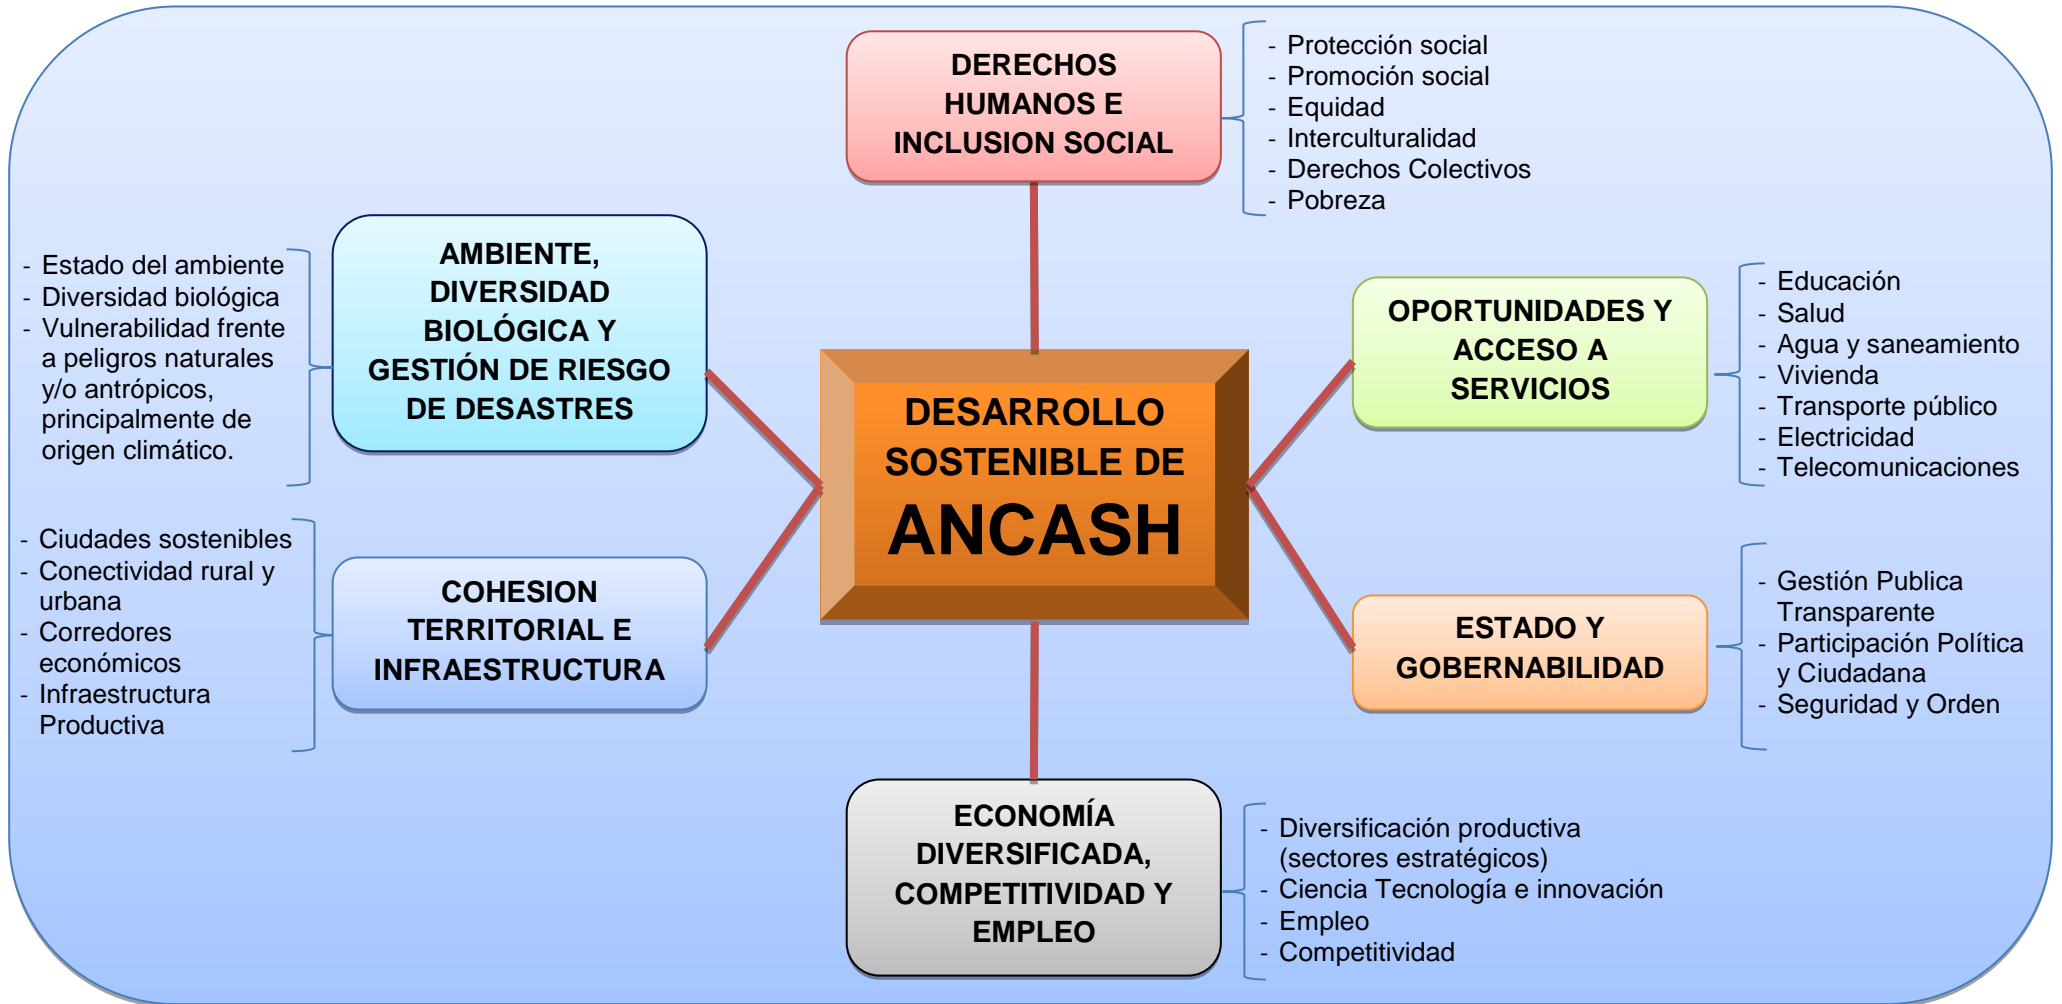 DERECHOS
HUMANOS E
INCLUSION SOCIAL
- Protección social
- Promoción social
- Equidad
- Interculturalidad
- Derechos Colectivos
- Pobreza
AMBIENTE,
DIVERSIDAD
BIOLÓGICA Y
GESTIÓN DE RIESGO
DE DESASTRES
- Estado del ambiente
- Diversidad biológica
- Vulnerabilidad frente
a peligros naturales
y/o antrópicos,
principalmente de
origen climático.
OPORTUNIDADES Y
ACCESO A
SERVICIOS
- Educación
- Salud
- Agua y saneamiento
- Vivienda
- Transporte público
- Electricidad
- Telecomunicaciones
DESARROLLO
SOSTENIBLE DE
ANCASH
- Ciudades sostenibles
- Conectividad rural y
urbana
- Corredores
económicos
- Infraestructura
Productiva
COHESION
TERRITORIAL E
INFRAESTRUCTURA
ESTADO Y
GOBERNABILIDAD
- Gestión Publica
Transparente
- Participación Política
y Ciudadana
- Seguridad y Orden
ECONOMÍA
DIVERSIFICADA,
COMPETITIVIDAD Y
EMPLEO
- Diversificación productiva
(sectores estratégicos)
- Ciencia Tecnología e innovación
- Empleo
- Competitividad